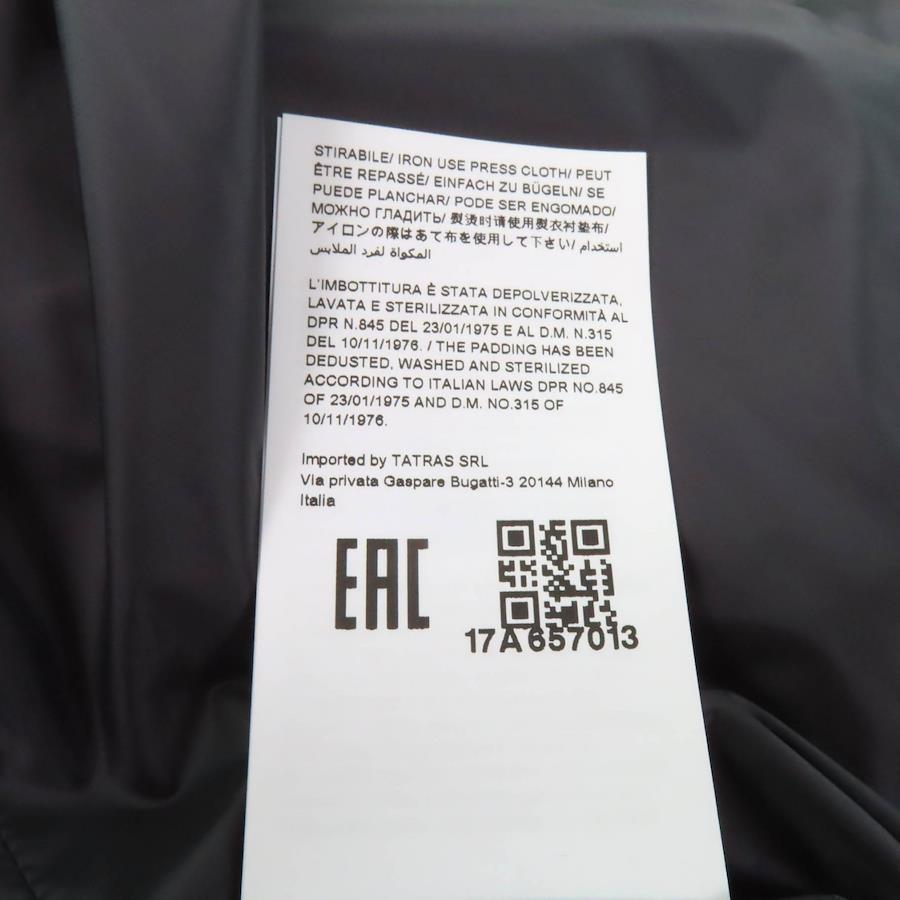 STIRABILE/ IRON USE PRESS CLOTH/ PEUT
ÊTRE REPASSÉ/ EINFACH ZU BÜGELN/ SE
PUEDE PLANCHAR/ PODE SER ENGOMADO/
МОЖНО ГЛАДИТЬ/ 熨烫时请使用熨衣衬垫布/
アイロンの際はあて布を使用して下さい/ استخدام
المكواة لفرد الملابس
L'IMBOTTITURA È STATA DEPOLVERIZZATA,
LAVATA E STERILIZZATA IN CONFORMITÀ AL
DPR N.845 DEL 23/01/1975 E AL D.M. N.315
DEL 10/11/1976. / THE PADDING HAS BEEN
DEDUSTED, WASHED AND STERILIZED
ACCORDING TO ITALIAN LAWS DPR NO.845
OF 23/01/1975 AND D.M. NO.315 OF
10/11/1976.
Imported by TATRAS SRL
Via privata Gaspare Bugatti-3 20144 Milano
Italia
EAC
17A657013